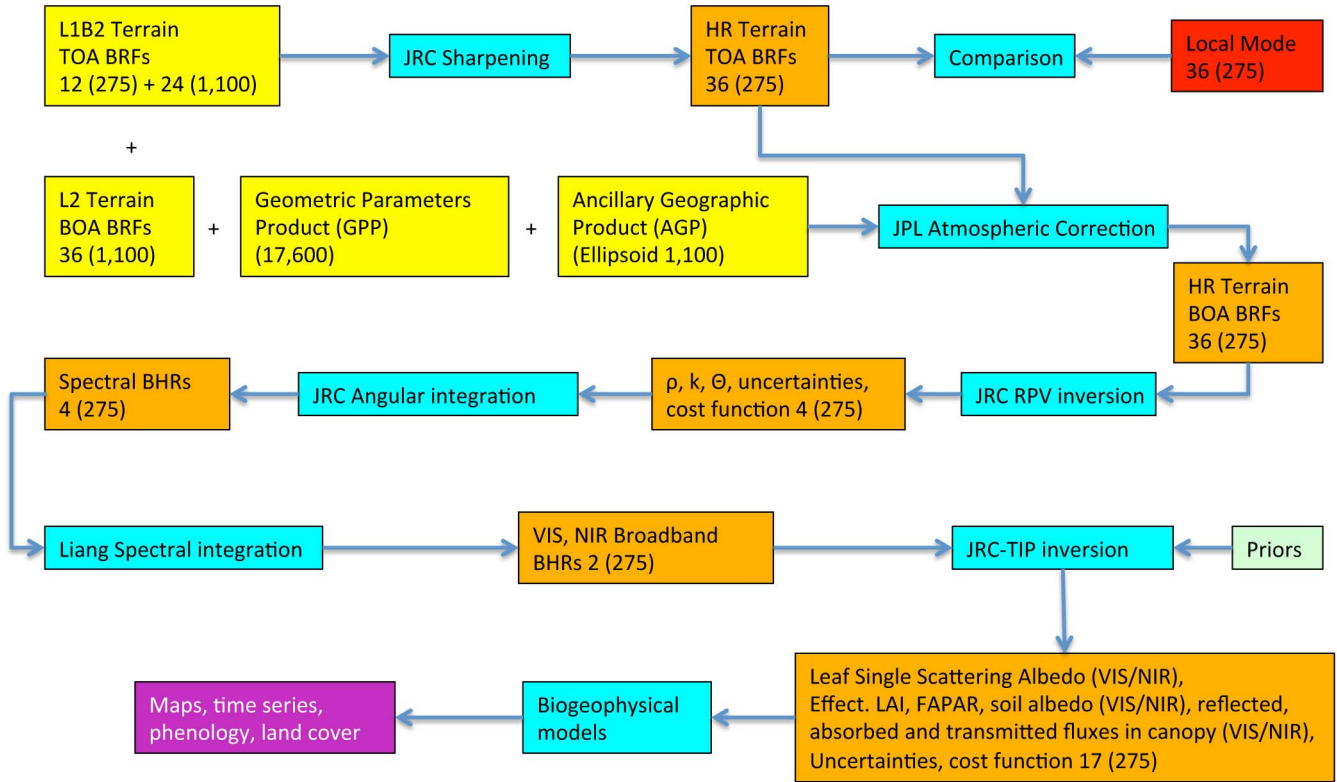 L1B2 Terrain
TOA BRFs
12 (275) + 24 (1,100)
JRC Sharpening
HR Terrain
TOA BRFs
36 (275)
Comparison
Local Mode
36 (275)
+
L2 Terrain
BOA BRFs
36 (1,100)
+
Geometric Parameters
Product (GPP)
(17,600)
+
Ancillary Geographic
Product (AGP)
(Ellipsoid 1,100)
JPL Atmospheric Correction
HR Terrain
BOA BRFs
36 (275)
Spectral BHRs
4 (275)
JRC Angular integration
ρ, k, Θ, uncertainties,
cost function 4 (275)
JRC RPV inversion
Liang Spectral integration
VIS, NIR Broadband
BHRs 2 (275)
JRC-TIP inversion
Priors
Maps, time series,
phenology, land cover
Biogeophysical
models
Leaf Single Scattering Albedo (VIS/NIR),
Effect. LAI, FAPAR, soil albedo (VIS/NIR), reflected,
absorbed and transmitted fluxes in canopy (VIS/NIR),
Uncertainties, cost function 17 (275)